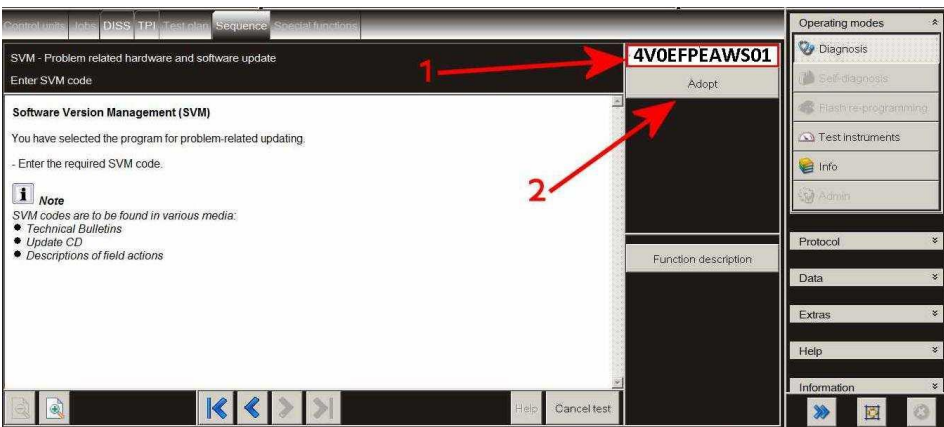 Control units Jobs DISS TPI Test plan Sequence Special functions
SVM - Problem related hardware and software update
Enter SVM code
Software Version Management (SVM)
You have selected the program for problem-related updating.
- Enter the required SVM code.
i Note
SVM codes are to be found in various media:
● Technical Bulletins
● Update CD
● Descriptions of field actions
1
2
4V0EFPEAWS01
Adopt
Function description
Help
Cancel test
Operating modes
Diagnosis
Self-diagnosis
Flash re-programming
Test instruments
Info
Admin
Protocol
Data
Extras
Help
Information